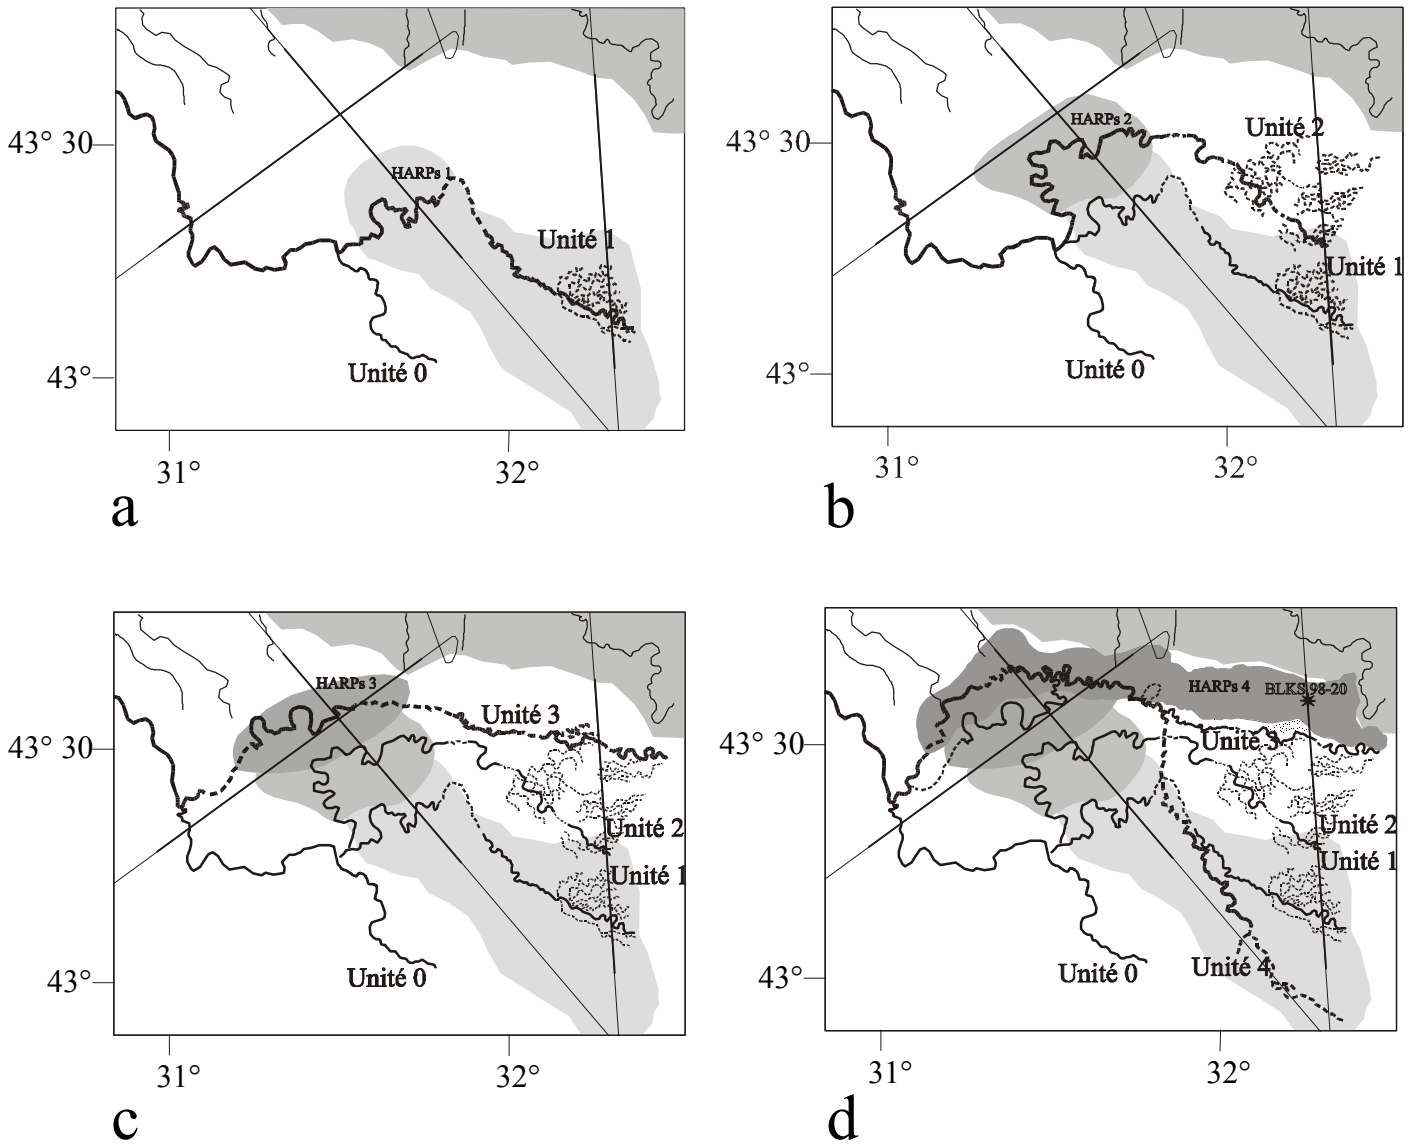 43° 30
HARPs 1
Unité 1
43°
Unité 0
31°
32°
a
43° 30
HARPs 2
Unité 2
Unité 1
43°
Unité 0
31°
32°
b
HARPs 3
Unité 3
43° 30
Unité 2
Unité 1
43°
Unité 0
31°
32°
c
HARPs 4
BLKS 98-20
43° 30
Unité 3
Unité 2
Unité 1
43°
Unité 0
Unité 4
31°
32°
d